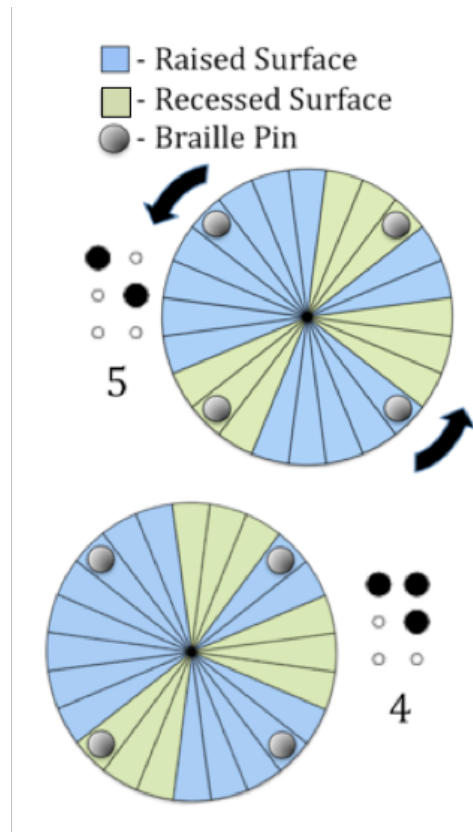 - Raised Surface
- Recessed Surface
- Braille Pin
5
4